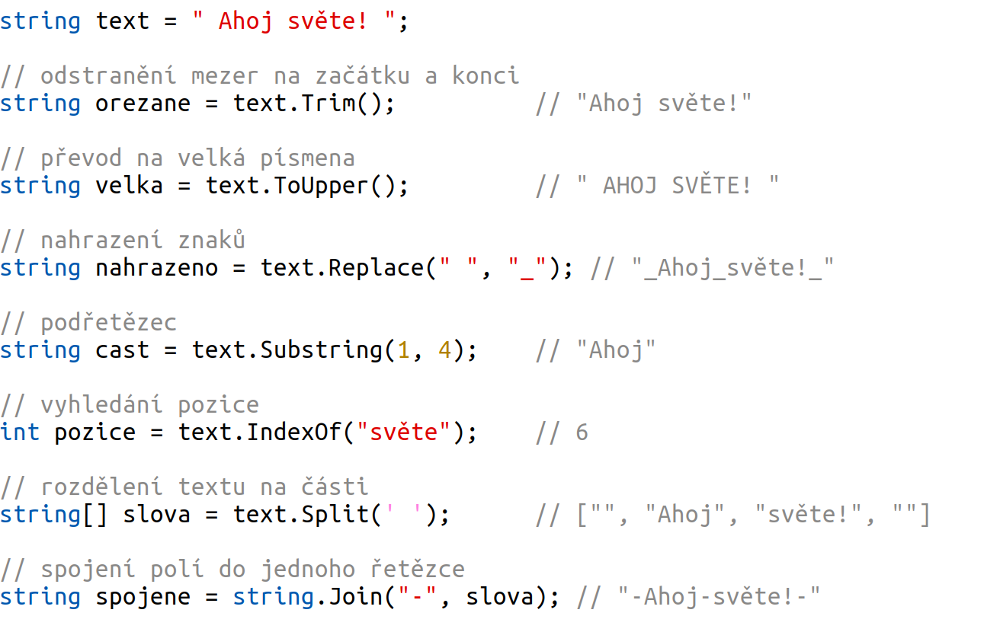 string text = " Ahoj světe! ";
// odstranění mezer na začátku a konci
string orezane = text.Trim();          // "Ahoj světe!"
// převod na velká písmena
string velka = text.ToUpper();         // " AHOJ SVĚTE! "
// nahrazení znaků
string nahrazeno = text.Replace(" ", "_"); // "_Ahoj_světe!_"
// podřetězec
string cast = text.Substring(1, 4);    // "Ahoj"
// vyhledání pozice
int pozice = text.IndexOf("světe");    // 6
// rozdělení textu na části
string[] slova = text.Split(' ');      // ["", "Ahoj", "světe!", ""]
// spojení polí do jednoho řetězce
string spojene = string.Join("-", slova); // "-Ahoj-světe!-"